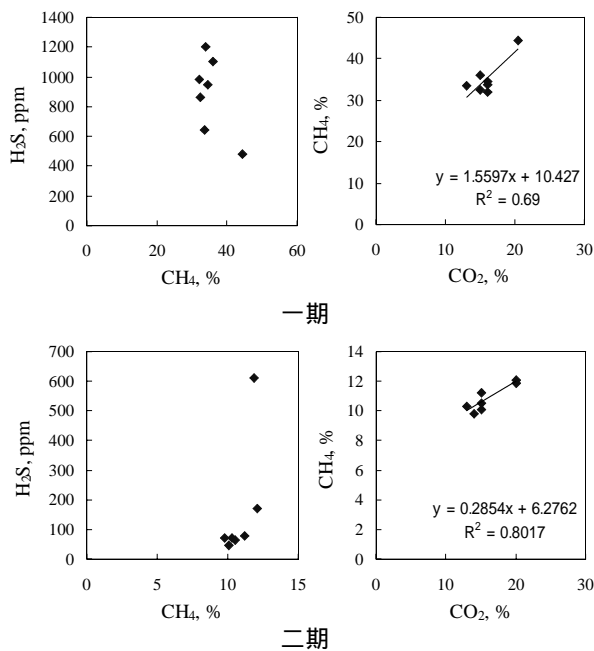 1400
1200
1000
800
600
400
200
0
H₂S, ppm
0 20 40 60
CH₄, %
50
40
30
20
10
0
CH₄, %
y = 1.5597x + 10.427
R² = 0.69
0 10 20 30
CO₂, %
一期
700
600
500
400
300
200
100
0
H₂S, ppm
0 5 10 15
CH₄, %
14
12
10
8
6
4
2
0
CH₄, %
y = 0.2854x + 6.2762
R² = 0.8017
0 10 20 30
CO₂, %
二期